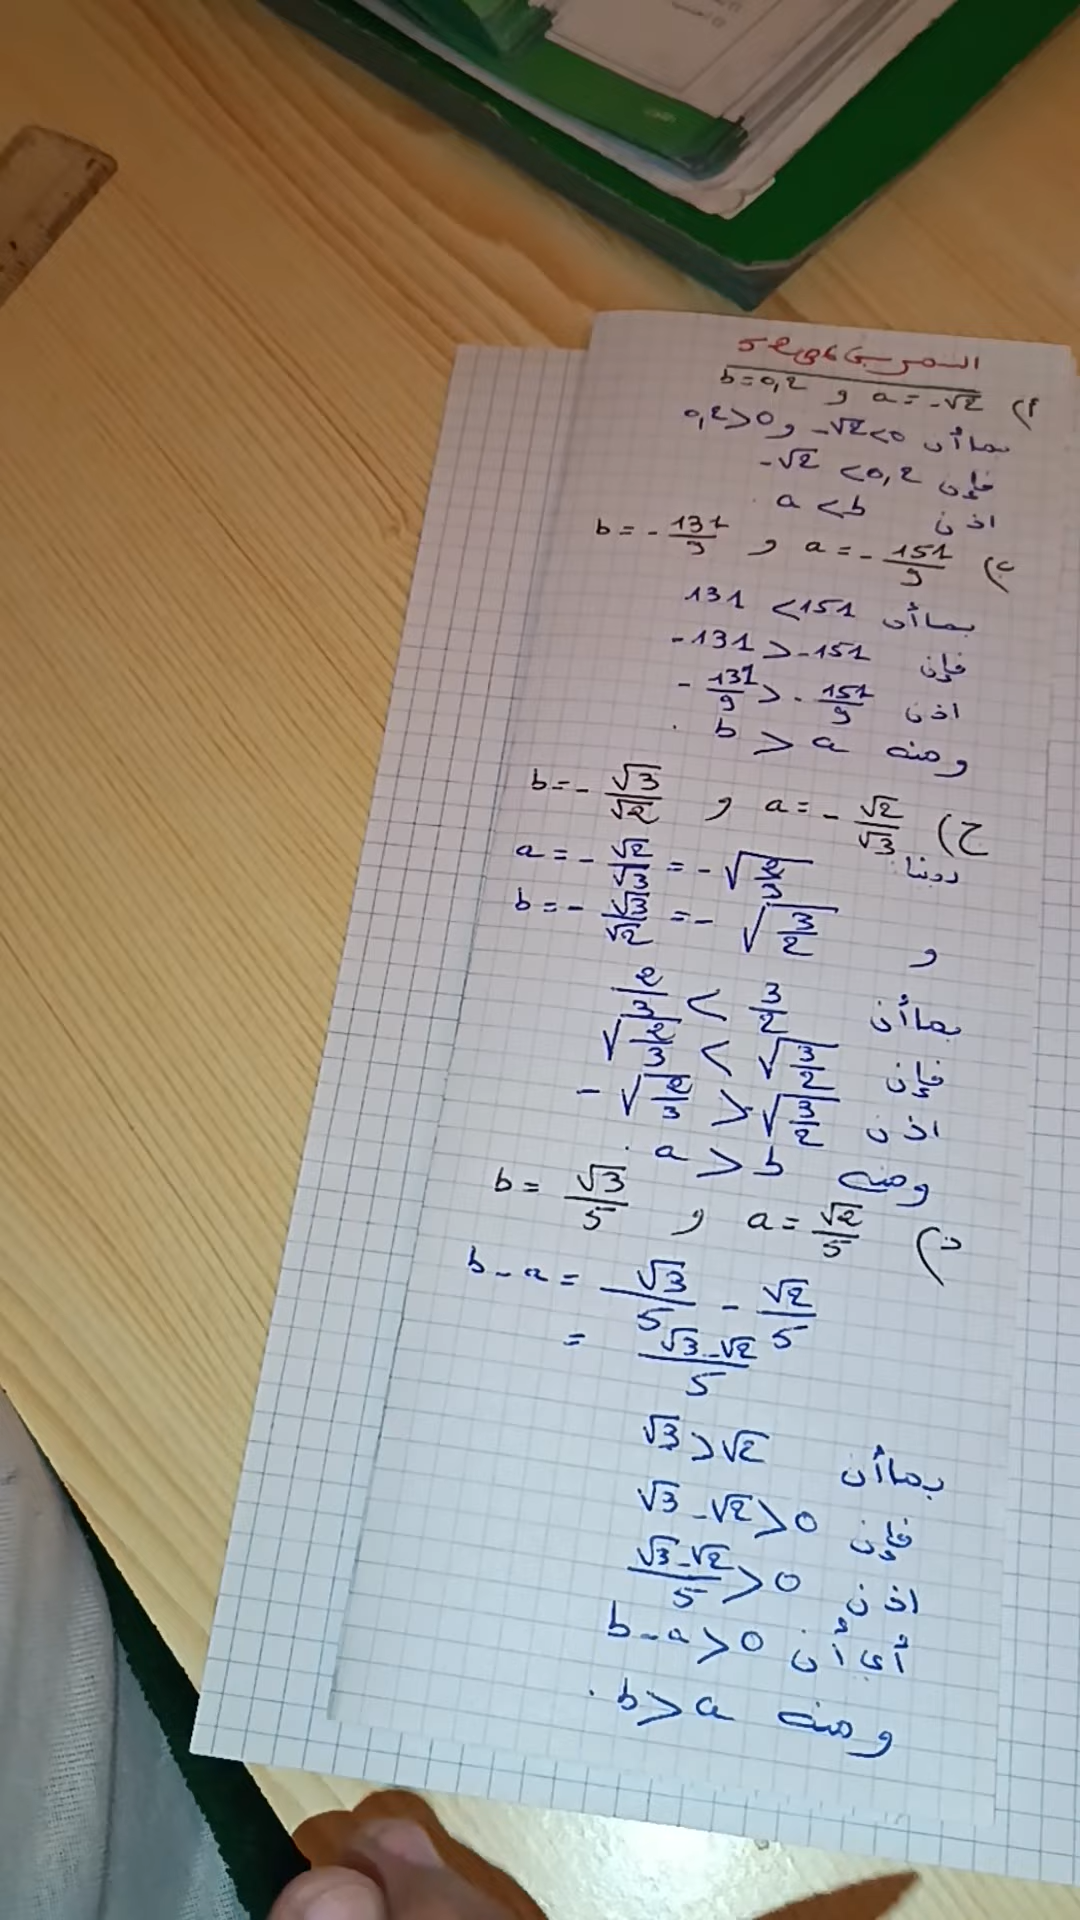 التمرين التطبيقي 5
أ) a = -√2 و b = 0,2
بما أن -√2 < 0 و 0,2 > 0
فإن -√2 < 0,2
اذن a < b
ب) a = -151/9 و b = -131/9
بما أن 131 < 151
فإن -131 > -151
اذن -131/9 > -151/9
ومنه b > a .
ج) a = -√2/√3 و b = -√3/√2
لدينا: a = -√2/√3 = -√(2/3)
و b = -√3/√2 = -√(3/2)
بما أن 2/3 < 3/2
فإن √(2/3) < √(3/2)
اذن -√(2/3) > -√(3/2)
ومنه a > b .
د) a = √2/5 و b = √3/5
b - a = √3/5 - √2/5
= (√3 - √2)/5
بما أن √3 > √2
فإن √3 - √2 > 0
اذن (√3 - √2)/5 > 0
أي أن b - a > 0
ومنه b > a .